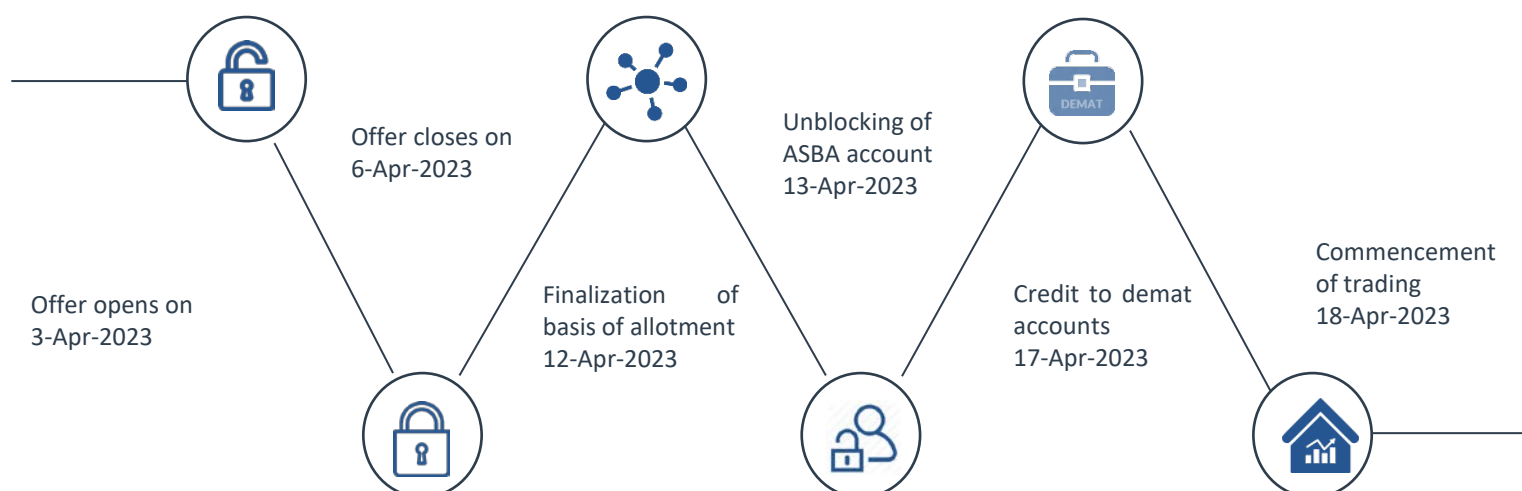 Offer opens on
3-Apr-2023
Offer closes on
6-Apr-2023
Finalization of
basis of allotment
12-Apr-2023
Unblocking of
ASBA account
13-Apr-2023
DEMAT
Credit to demat
accounts
17-Apr-2023
Commencement
of trading
18-Apr-2023